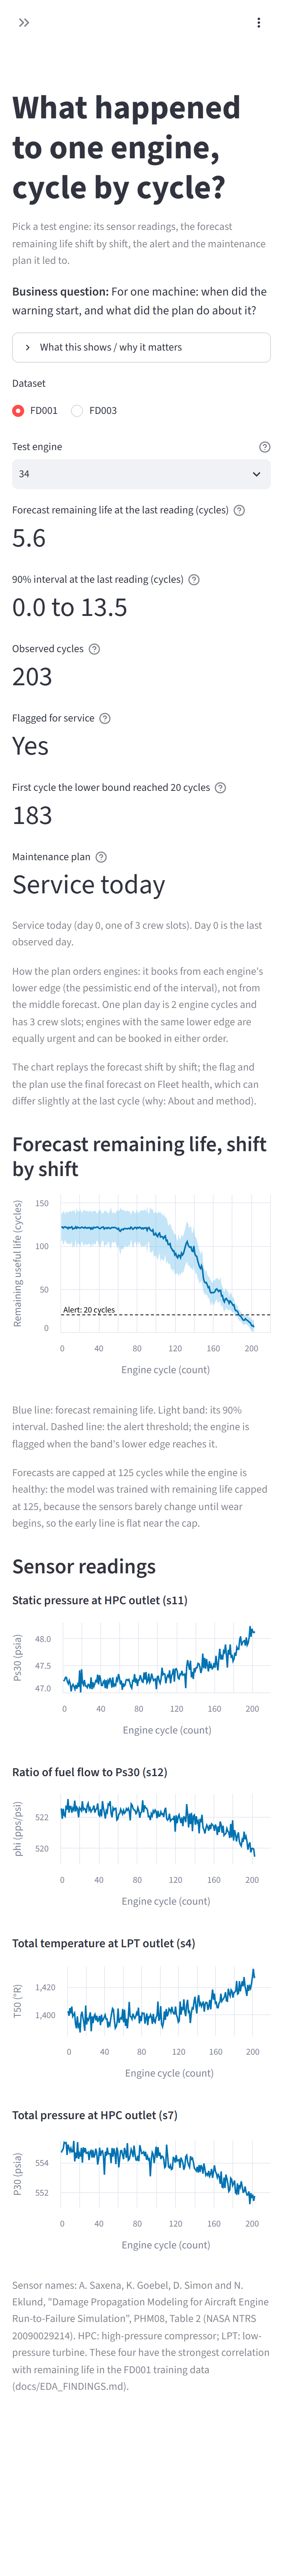 What happened
to one engine,
cycle by cycle?
Pick a test engine: its sensor readings, the forecast
remaining life shift by shift, the alert and the maintenance
plan it led to.
Business question: For one machine: when did the
warning start, and what did the plan do about it?
What this shows / why it matters
Dataset
FD001 FD003
Test engine
34
Forecast remaining life at the last reading (cycles)
5.6
90% interval at the last reading (cycles)
0.0 to 13.5
Observed cycles
203
Flagged for service
Yes
First cycle the lower bound reached 20 cycles
183
Maintenance plan
Service today
Service today (day 0, one of 3 crew slots). Day 0 is the last
observed day.
How the plan orders engines: it books from each engine's
lower edge (the pessimistic end of the interval), not from
the middle forecast. One plan day is 2 engine cycles and
has 3 crew slots; engines with the same lower edge are
equally urgent and can be booked in either order.
The chart replays the forecast shift by shift; the flag and
the plan use the final forecast on Fleet health, which can
differ slightly at the last cycle (why: About and method).
Forecast remaining life, shift
by shift
Remaining useful life (cycles)
150
100
50
0
Alert: 20 cycles
0 40 80 120 160 200
Engine cycle (count)
Blue line: forecast remaining life. Light band: its 90%
interval. Dashed line: the alert threshold; the engine is
flagged when the band's lower edge reaches it.
Forecasts are capped at 125 cycles while the engine is
healthy: the model was trained with remaining life capped
at 125, because the sensors barely change until wear
begins, so the early line is flat near the cap.
Sensor readings
Static pressure at HPC outlet (s11)
Ps30 (psia)
48.0
47.5
47.0
0 40 80 120 160 200
Engine cycle (count)
Ratio of fuel flow to Ps30 (s12)
phi (pps/psi)
522
520
0 40 80 120 160 200
Engine cycle (count)
Total temperature at LPT outlet (s4)
T50 (°R)
1,420
1,400
0 40 80 120 160 200
Engine cycle (count)
Total pressure at HPC outlet (s7)
P30 (psia)
554
552
0 40 80 120 160 200
Engine cycle (count)
Sensor names: A. Saxena, K. Goebel, D. Simon and N.
Eklund, "Damage Propagation Modeling for Aircraft Engine
Run-to-Failure Simulation", PHM08, Table 2 (NASA NTRS
20090029214). HPC: high-pressure compressor; LPT: low-
pressure turbine. These four have the strongest correlation
with remaining life in the FD001 training data
(docs/EDA_FINDINGS.md).